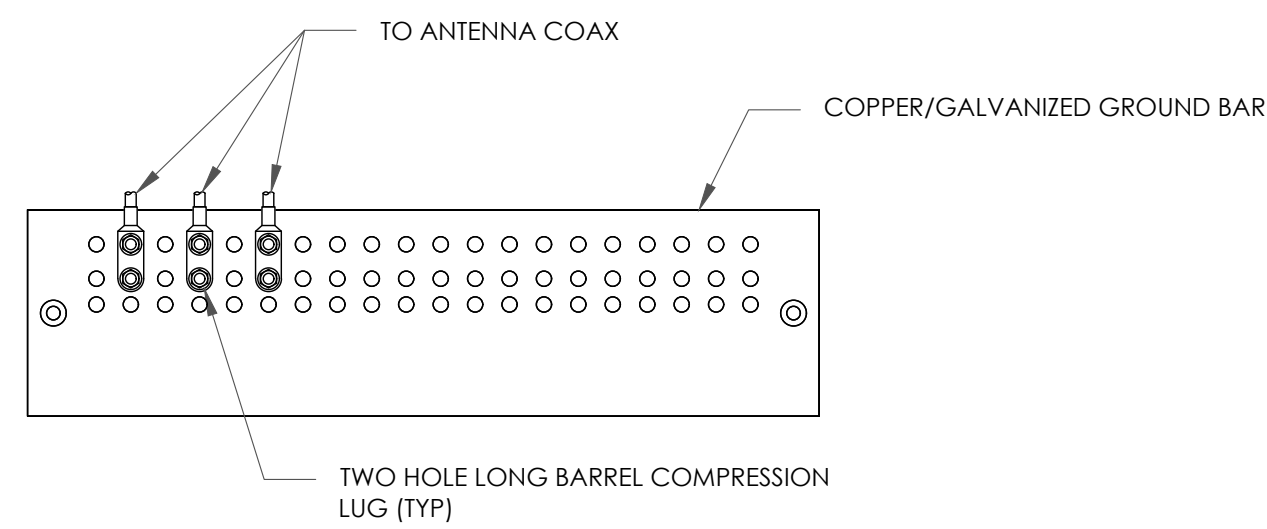 TO ANTENNA COAX
COPPER/GALVANIZED GROUND BAR
TWO HOLE LONG BARREL COMPRESSION
LUG (TYP)